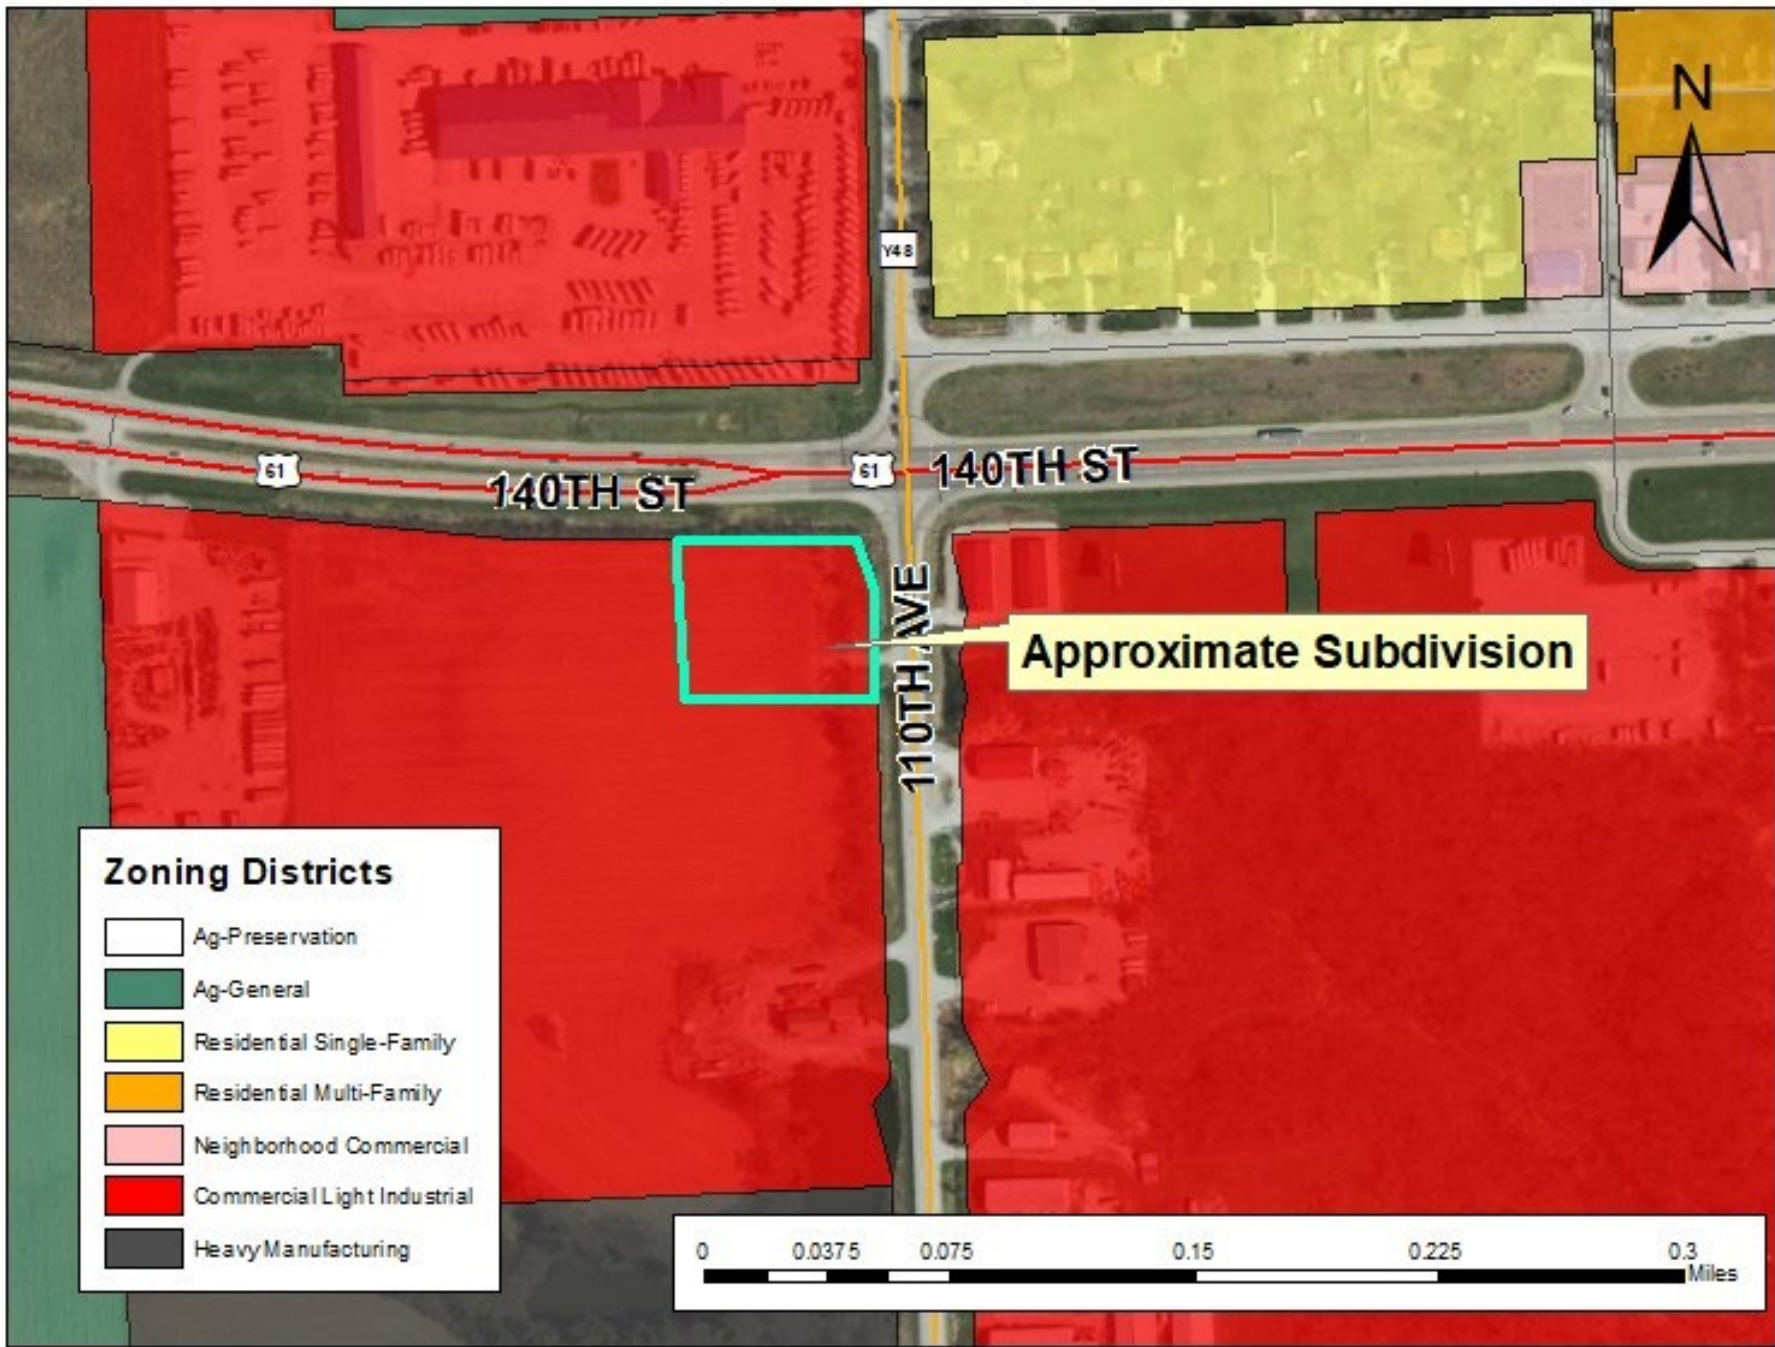 N
Y48
61
140TH ST
61
140TH ST
110TH AVE
Approximate Subdivision
Zoning Districts
Ag-Preservation
Ag-General
Residential Single-Family
Residential Multi-Family
Neighborhood Commercial
Commercial Light Industrial
Heavy Manufacturing
0 0.0375 0.075 0.15 0.225 0.3
Miles